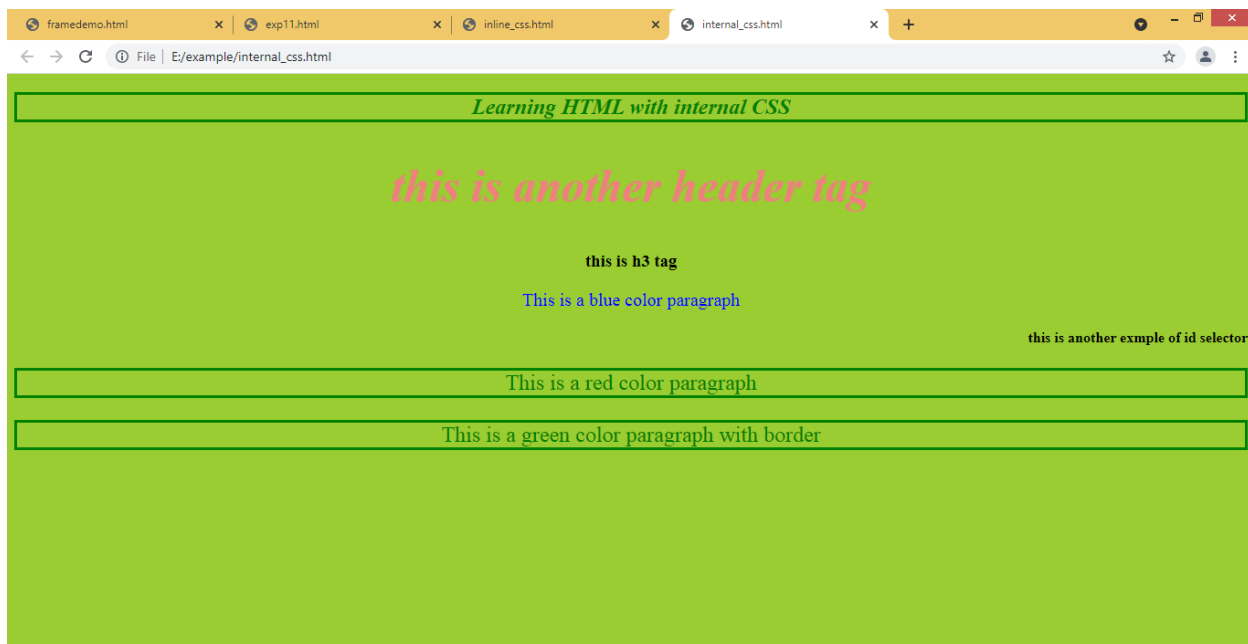 framedemo.html
exp11.html
inline_css.html
internal_css.html
File E:/example/internal_css.html
Learning HTML with internal CSS
this is another header tag
this is h3 tag
This is a blue color paragraph
this is another exmple of id selector
This is a red color paragraph
This is a green color paragraph with border